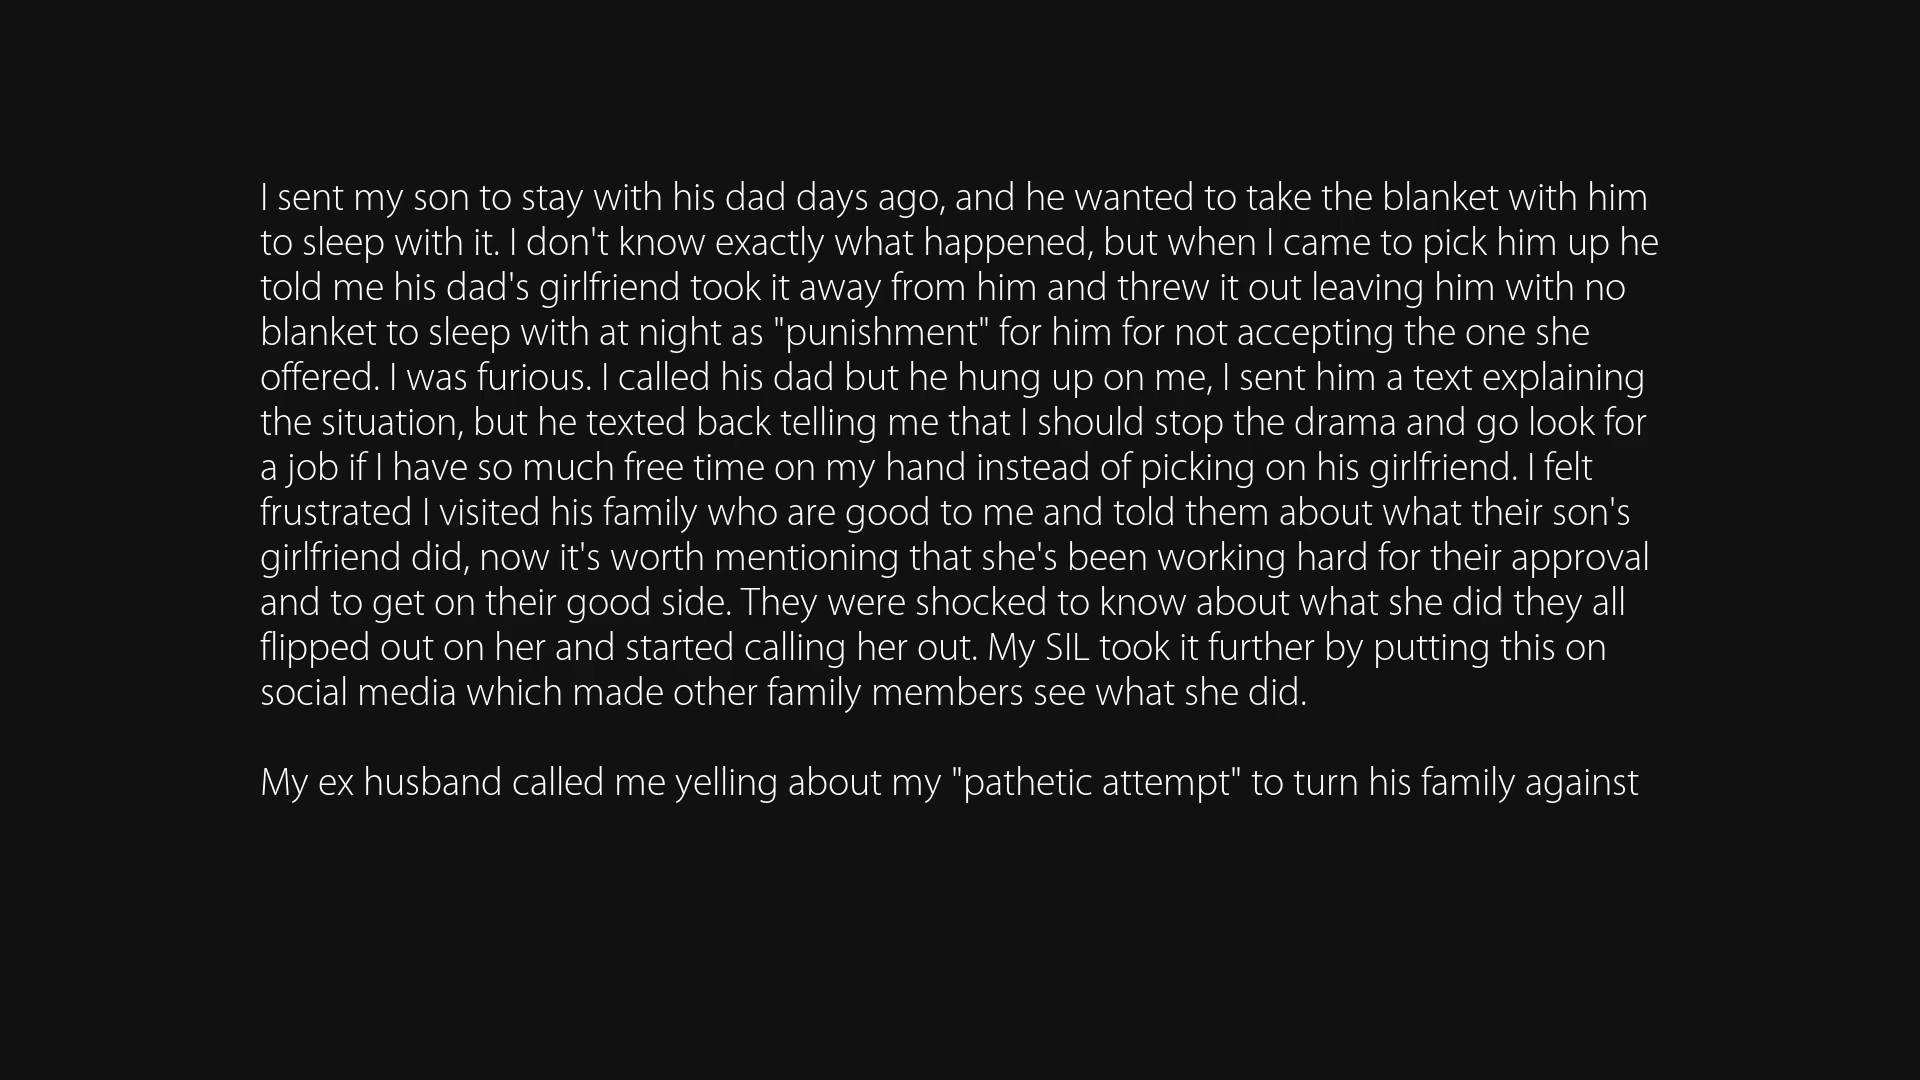 I sent my son to stay with his dad days ago, and he wanted to take the blanket with him
to sleep with it. I don't know exactly what happened, but when I came to pick him up he
told me his dad's girlfriend took it away from him and threw it out leaving him with no
blanket to sleep with at night as "punishment" for him for not accepting the one she
offered. I was furious. I called his dad but he hung up on me, I sent him a text explaining
the situation, but he texted back telling me that I should stop the drama and go look for
a job if I have so much free time on my hand instead of picking on his girlfriend. I felt
frustrated I visited his family who are good to me and told them about what their son's
girlfriend did, now it's worth mentioning that she's been working hard for their approval
and to get on their good side. They were shocked to know about what she did they all
flipped out on her and started calling her out. My SIL took it further by putting this on
social media which made other family members see what she did.
My ex husband called me yelling about my "pathetic attempt" to turn his family against